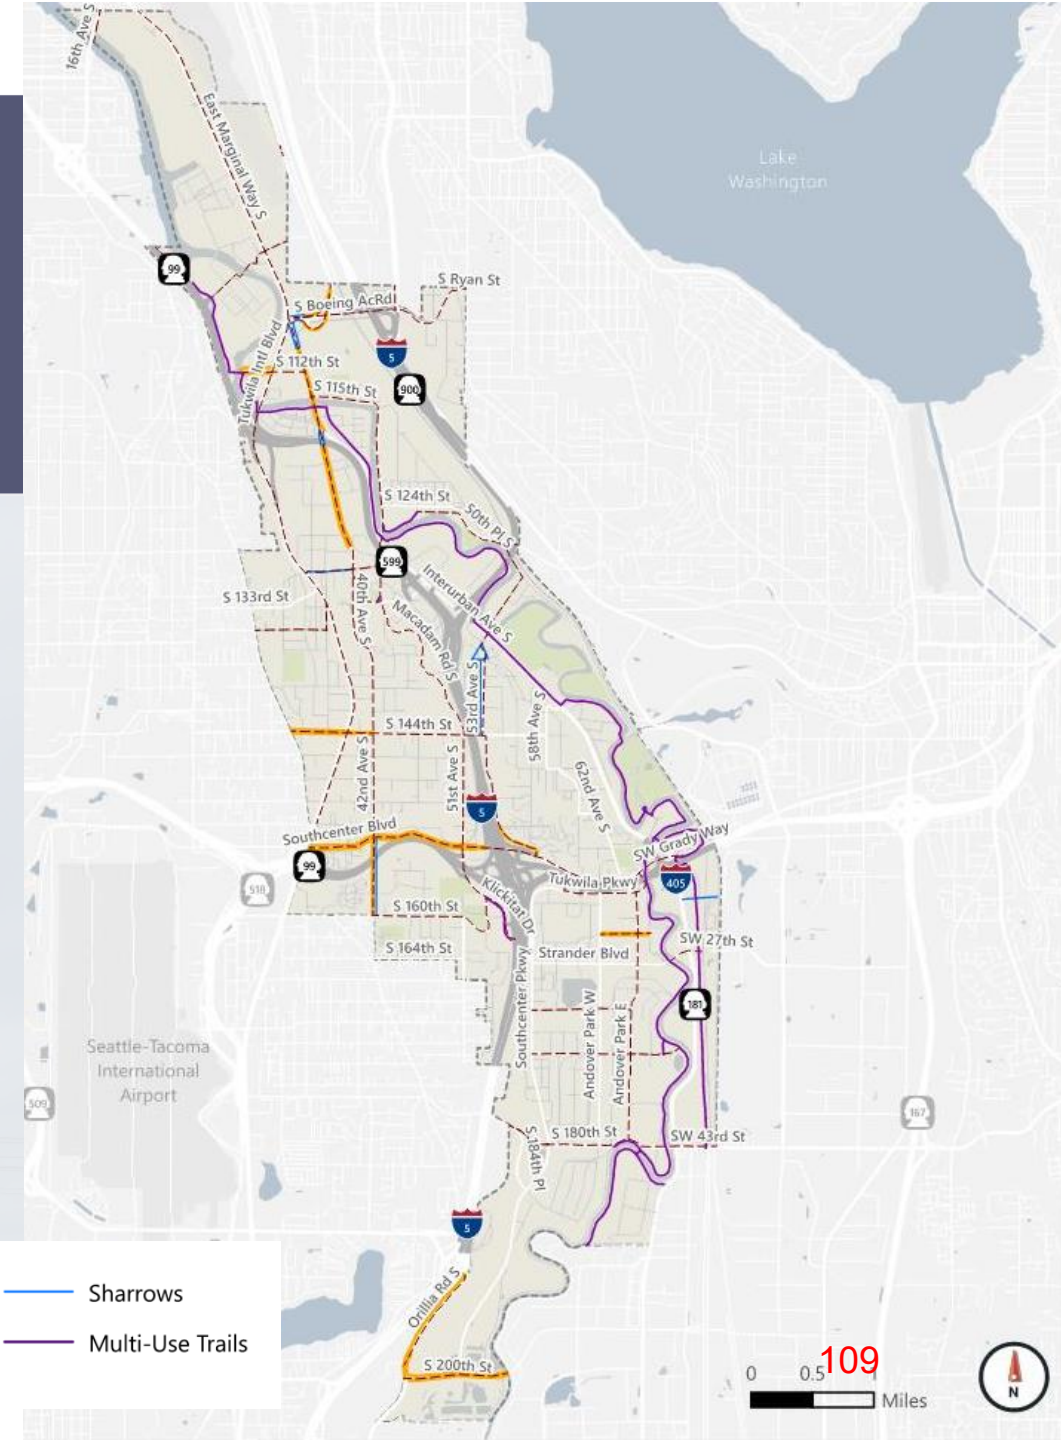 16th Ave S
East Marginal Way S
Lake
Washington
99
S Ryan St
S Boeing AcRd
Tukwila Intl Blvd
5
S 112th St
900
S 115th St
S 124th St
50th Pl S
599
Interurban Ave S
S 133rd St
40th Ave S
Macadam Rd S
53rd Ave S
58th Ave S
S 144th St
42nd Ave S
51st Ave S
62nd Ave S
5
Southcenter Blvd
SW Grady Way
99
518
Tukwila Pkwy
405
Klickitat Dr
S 160th St
SW 27th St
S 164th St
Strander Blvd
Southcenter Pkwy
Andover Park W
Andover Park E
181
Seattle-Tacoma
International
Airport
509
167
S 180th St
SW 43rd St
S 184th Pl
5
Orillia Rd S
S 200th St
Sharrows
Multi-Use Trails
0 0.5
109
Miles
N